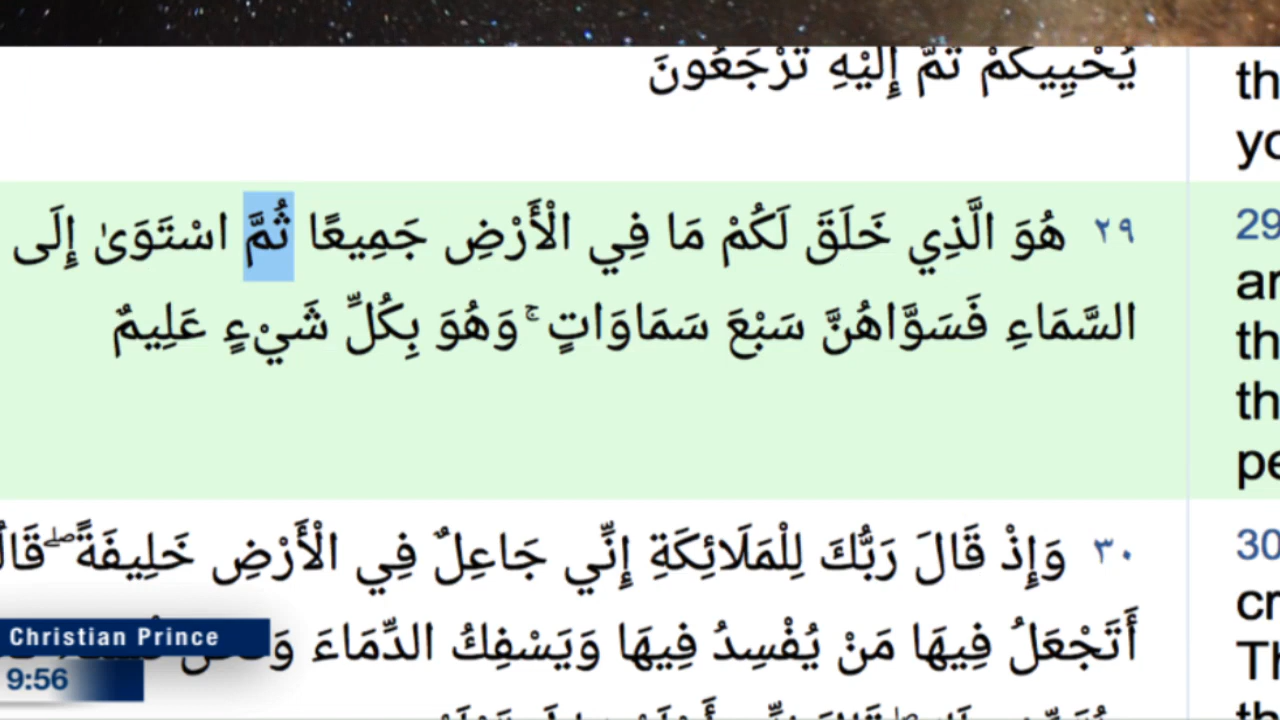 يُحْيِيكُمْ ثُمَّ إِلَيْهِ تُرْجَعُونَ
th
yo
٢٩ هُوَ الَّذِي خَلَقَ لَكُمْ مَا فِي الْأَرْضِ جَمِيعًا ثُمَّ اسْتَوَىٰ إِلَى
السَّمَاءِ فَسَوَّاهُنَّ سَبْعَ سَمَاوَاتٍ ۚ وَهُوَ بِكُلِّ شَيْءٍ عَلِيمٌ
29
an
th
th
pe
٣٠ وَإِذْ قَالَ رَبُّكَ لِلْمَلَائِكَةِ إِنِّي جَاعِلٌ فِي الْأَرْضِ خَلِيفَةً ۖ
أَتَجْعَلُ فِيهَا مَنْ يُفْسِدُ فِيهَا وَيَسْفِكُ الدِّمَاءَ
30
cr
Th
Christian Prince
9:56